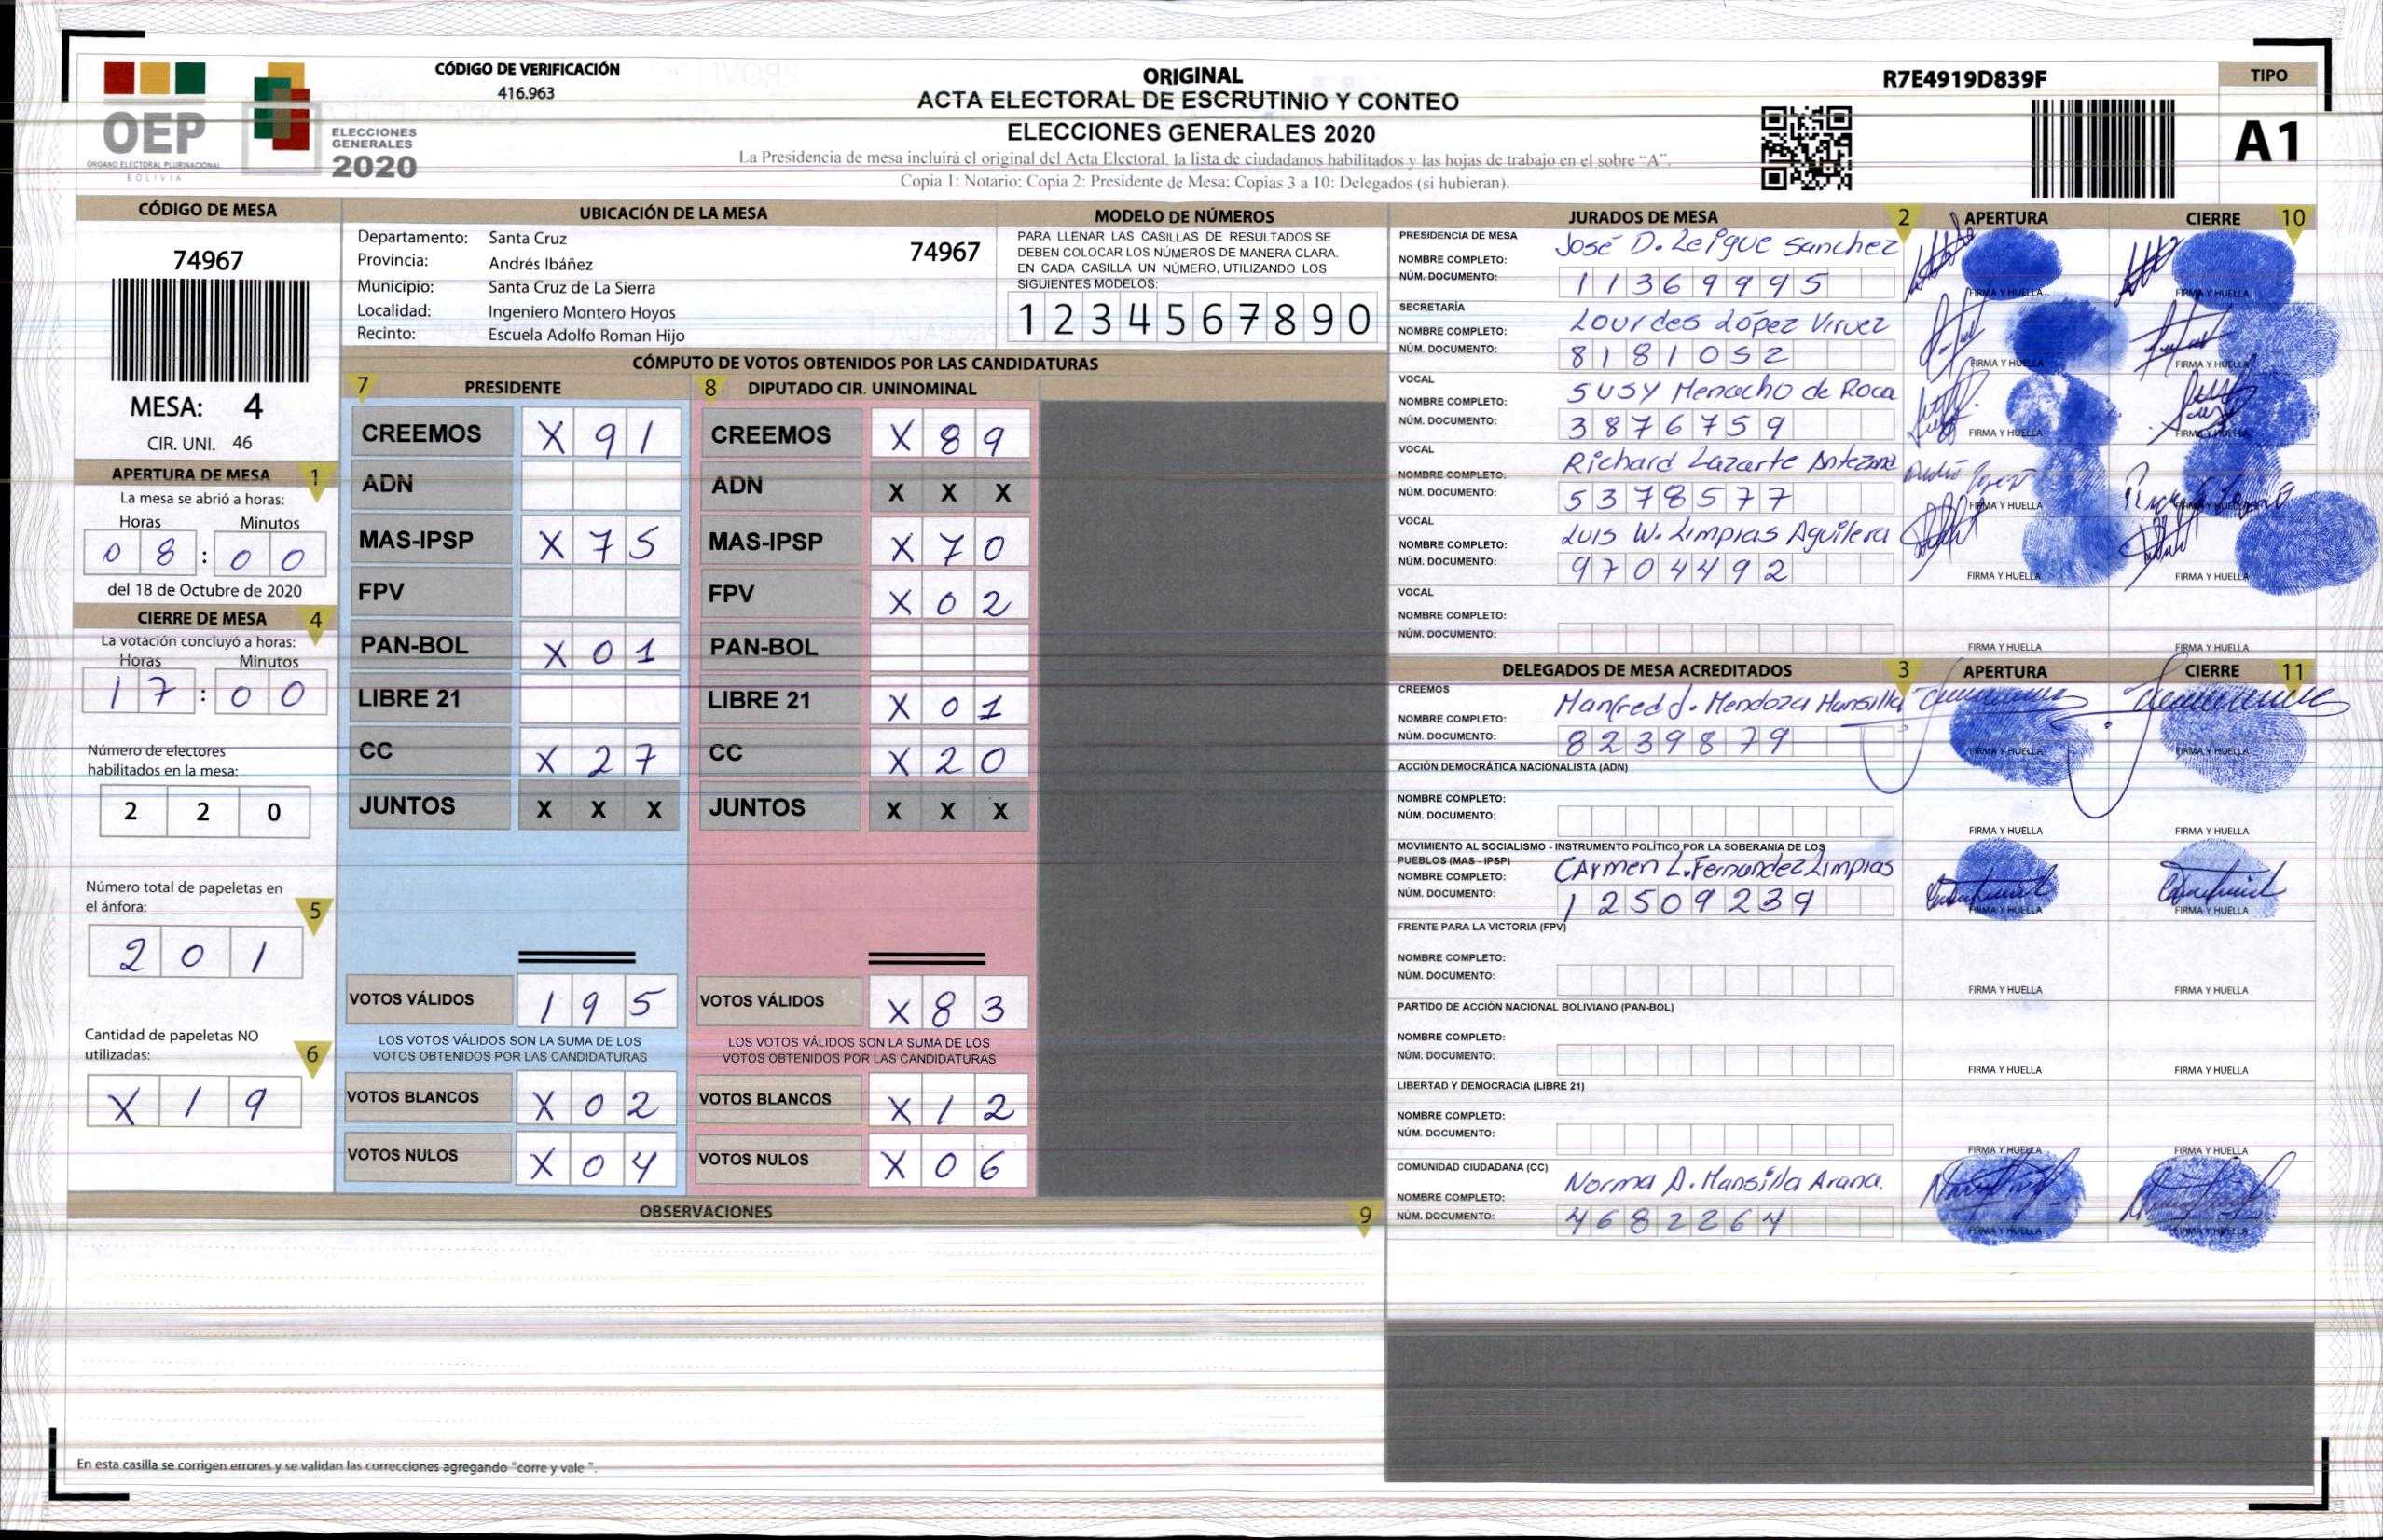 CÓDIGO DE VERIFICACIÓN
416.963
OEP
ÓRGANO ELECTORAL PLURINACIONAL
BOLIVIA
ELECCIONES
GENERALES
2020
ORIGINAL
ACTA ELECTORAL DE ESCRUTINIO Y CONTEO
ELECCIONES GENERALES 2020
La Presidencia de mesa incluirá el original del Acta Electoral, la lista de ciudadanos habilitados y las hojas de trabajo en el sobre “A”.
Copia 1: Notario; Copia 2: Presidente de Mesa; Copias 3 a 10: Delegados (si hubieran).
R7E4919D839F
TIPO
A1
CÓDIGO DE MESA
74967
MESA: 4
CIR. UNI. 46
APERTURA DE MESA 1
La mesa se abrió a horas:
Horas Minutos
0 8 : 0 0
del 18 de Octubre de 2020
CIERRE DE MESA 4
La votación concluyó a horas:
Horas Minutos
1 7 : 0 0
Número de electores
habilitados en la mesa:
2 2 0
Número total de papeletas en
el ánfora: 5
2 0 1
Cantidad de papeletas NO
utilizadas: 6
X 1 9
UBICACIÓN DE LA MESA
Departamento: Santa Cruz 74967
Provincia: Andrés Ibáñez
Municipio: Santa Cruz de La Sierra
Localidad: Ingeniero Montero Hoyos
Recinto: Escuela Adolfo Roman Hijo
MODELO DE NÚMEROS
PARA LLENAR LAS CASILLAS DE RESULTADOS SE
DEBEN COLOCAR LOS NÚMEROS DE MANERA CLARA.
EN CADA CASILLA UN NÚMERO, UTILIZANDO LOS
SIGUIENTES MODELOS:
1 2 3 4 5 6 7 8 9 0
CÓMPUTO DE VOTOS OBTENIDOS POR LAS CANDIDATURAS
7 PRESIDENTE
CREEMOS X 9 1
ADN
MAS-IPSP X 7 5
FPV
PAN-BOL X 0 1
LIBRE 21
CC X 2 7
JUNTOS X X X
VOTOS VÁLIDOS 1 9 5
LOS VOTOS VÁLIDOS SON LA SUMA DE LOS
VOTOS OBTENIDOS POR LAS CANDIDATURAS
VOTOS BLANCOS X 0 2
VOTOS NULOS X 0 4
8 DIPUTADO CIR. UNINOMINAL
CREEMOS X 8 9
ADN X X X
MAS-IPSP X 7 0
FPV X 0 2
PAN-BOL
LIBRE 21 X 0 1
CC X 2 0
JUNTOS X X X
VOTOS VÁLIDOS X 8 3
LOS VOTOS VÁLIDOS SON LA SUMA DE LOS
VOTOS OBTENIDOS POR LAS CANDIDATURAS
VOTOS BLANCOS X 1 2
VOTOS NULOS X 0 6
OBSERVACIONES 9
En esta casilla se corrigen errores y se validan las correcciones agregando "corre y vale ".
JURADOS DE MESA 2 APERTURA CIERRE 10
PRESIDENCIA DE MESA
NOMBRE COMPLETO: José D. Leigue Sanchez
NÚM. DOCUMENTO: 11369995
FIRMA Y HUELLA FIRMA Y HUELLA
SECRETARÍA
NOMBRE COMPLETO: Lourdes López Viruez
NÚM. DOCUMENTO: 8181052
FIRMA Y HUELLA FIRMA Y HUELLA
VOCAL
NOMBRE COMPLETO: SUSY Menacho de Roca
NÚM. DOCUMENTO: 3876759
FIRMA Y HUELLA FIRMA Y HUELLA
VOCAL
NOMBRE COMPLETO: Richard Lazarte Antezana
NÚM. DOCUMENTO: 5378577
FIRMA Y HUELLA FIRMA Y HUELLA
VOCAL
NOMBRE COMPLETO: Luis W. Limpias Aguilera
NÚM. DOCUMENTO: 9704492
FIRMA Y HUELLA FIRMA Y HUELLA
VOCAL
NOMBRE COMPLETO:
NÚM. DOCUMENTO:
FIRMA Y HUELLA FIRMA Y HUELLA
DELEGADOS DE MESA ACREDITADOS 3 APERTURA CIERRE 11
CREEMOS
NOMBRE COMPLETO: Manfred J. Mendoza Mansilla
NÚM. DOCUMENTO: 8239879
FIRMA Y HUELLA FIRMA Y HUELLA
ACCIÓN DEMOCRÁTICA NACIONALISTA (ADN)
NOMBRE COMPLETO:
NÚM. DOCUMENTO:
FIRMA Y HUELLA FIRMA Y HUELLA
MOVIMIENTO AL SOCIALISMO - INSTRUMENTO POLÍTICO POR LA SOBERANIA DE LOS
PUEBLOS (MAS - IPSP)
NOMBRE COMPLETO: CArmen L. Fernandez Limpias
NÚM. DOCUMENTO: 12509239
FIRMA Y HUELLA FIRMA Y HUELLA
FRENTE PARA LA VICTORIA (FPV)
NOMBRE COMPLETO:
NÚM. DOCUMENTO:
FIRMA Y HUELLA FIRMA Y HUELLA
PARTIDO DE ACCIÓN NACIONAL BOLIVIANO (PAN-BOL)
NOMBRE COMPLETO:
NÚM. DOCUMENTO:
FIRMA Y HUELLA FIRMA Y HUELLA
LIBERTAD Y DEMOCRACIA (LIBRE 21)
NOMBRE COMPLETO:
NÚM. DOCUMENTO:
FIRMA Y HUELLA FIRMA Y HUELLA
COMUNIDAD CIUDADANA (CC)
NOMBRE COMPLETO: Norma A. Mansilla Arana.
NÚM. DOCUMENTO: 4682264
FIRMA Y HUELLA FIRMA Y HUELLA